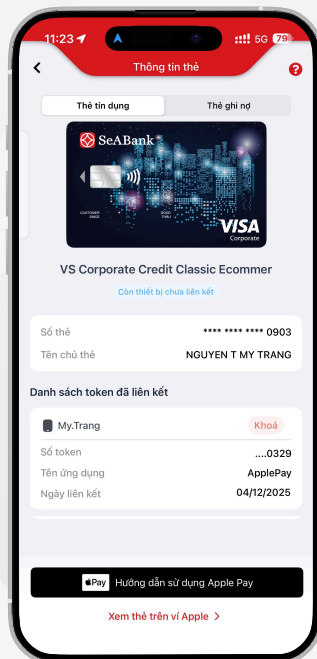 11:23
5G 79
Thông tin thẻ
?
Thẻ tín dụng
Thẻ ghi nợ
SeABank
CUSTOMER SINCE
GOOD THRU
VISA
Corporate
VS Corporate Credit Classic Ecommer
Còn thiết bị chưa liên kết
Số thẻ **** **** **** 0903
Tên chủ thẻ NGUYEN T MY TRANG
Danh sách token đã liên kết
My.Trang Khoá
Số token ....0329
Tên ứng dụng ApplePay
Ngày liên kết 04/12/2025
Pay Hướng dẫn sử dụng Apple Pay
Xem thẻ trên ví Apple >